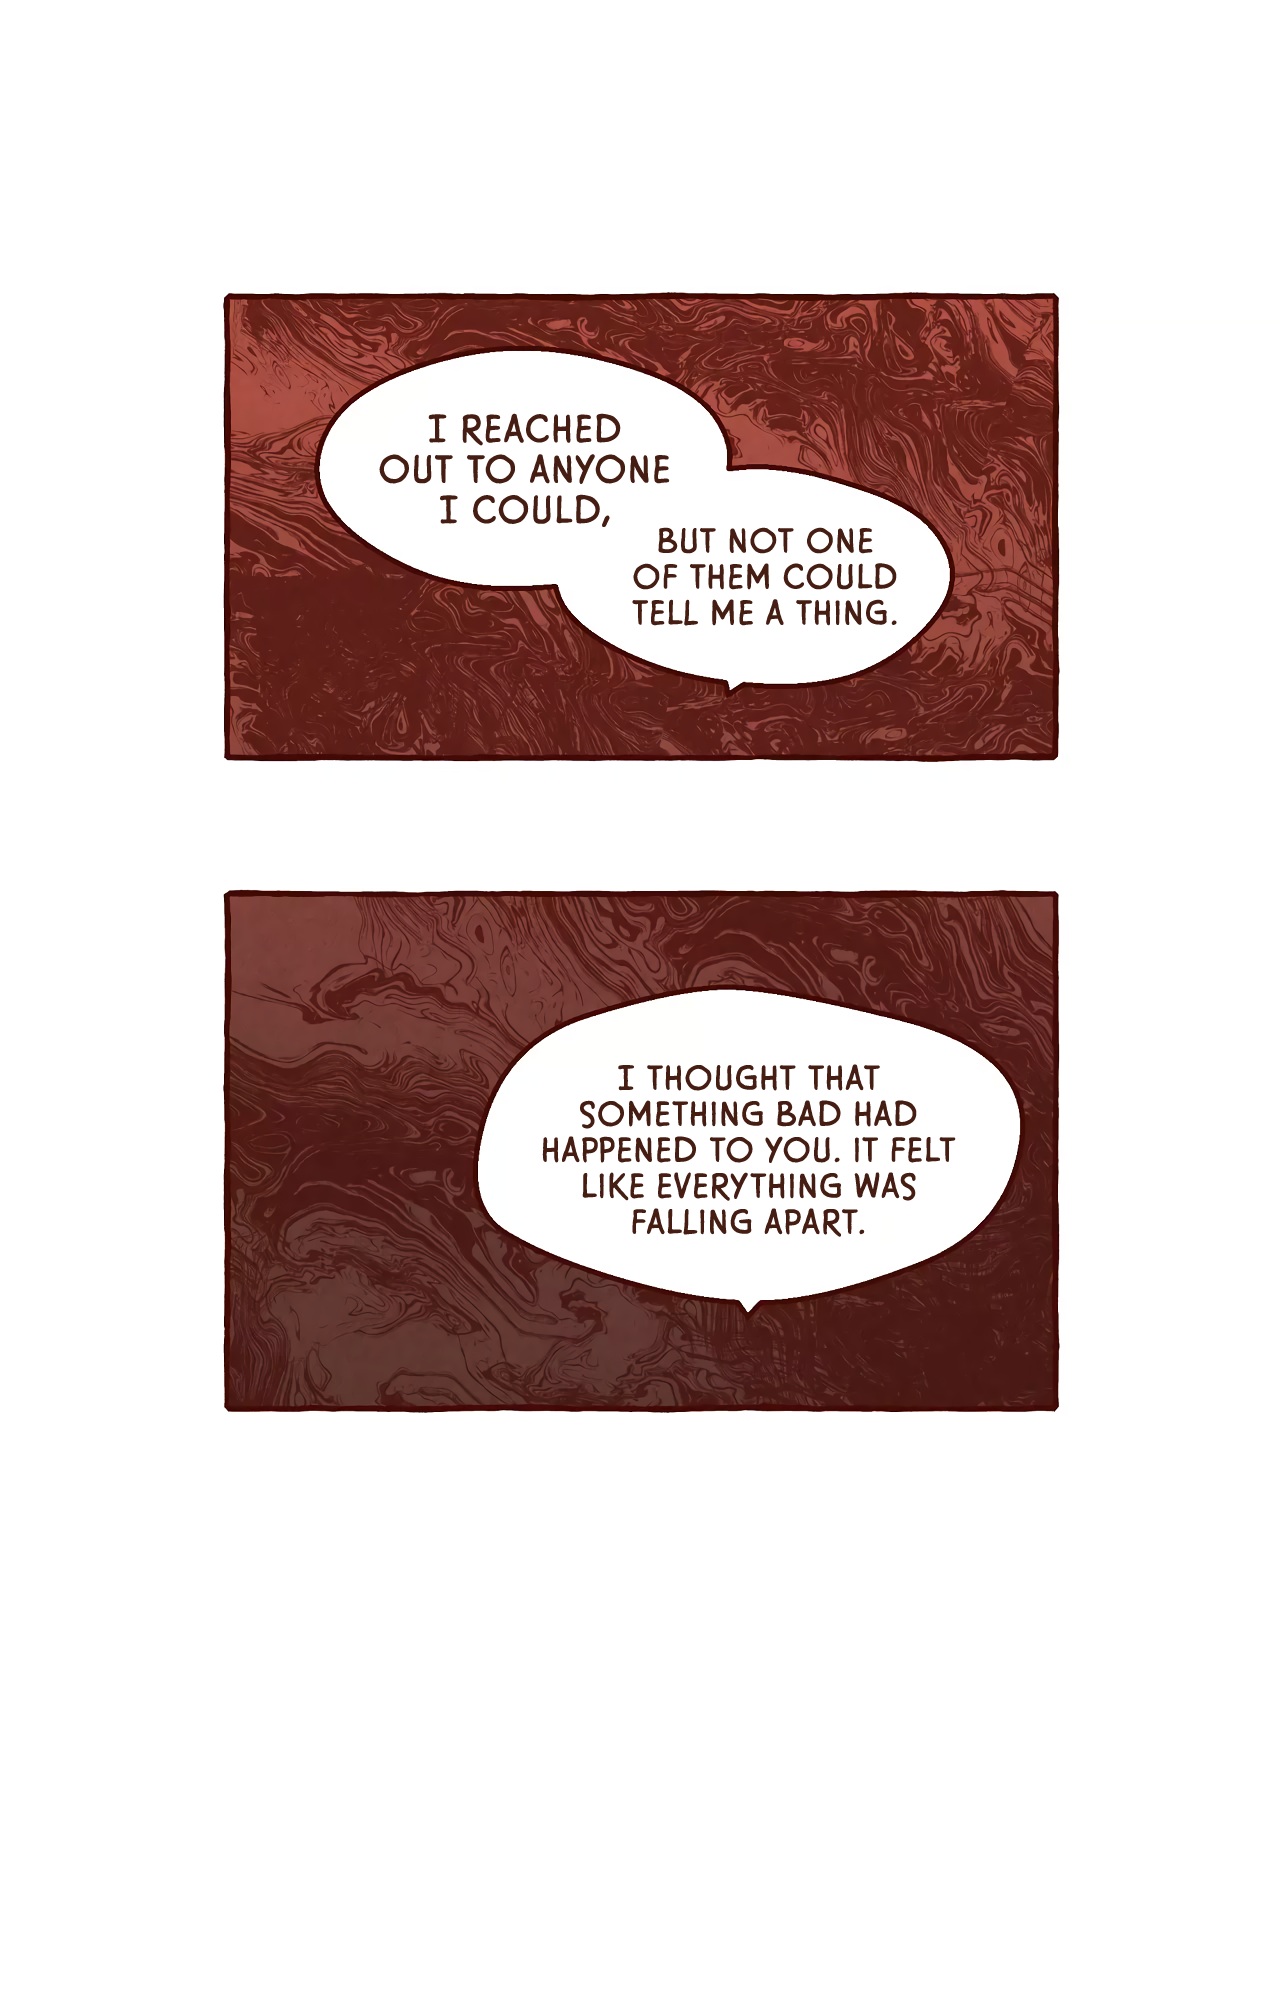 I REACHED
OUT TO ANYONE
I COULD,
BUT NOT ONE
OF THEM COULD
TELL ME A THING.
I THOUGHT THAT
SOMETHING BAD HAD
HAPPENED TO YOU. IT FELT
LIKE EVERYTHING WAS
FALLING APART.